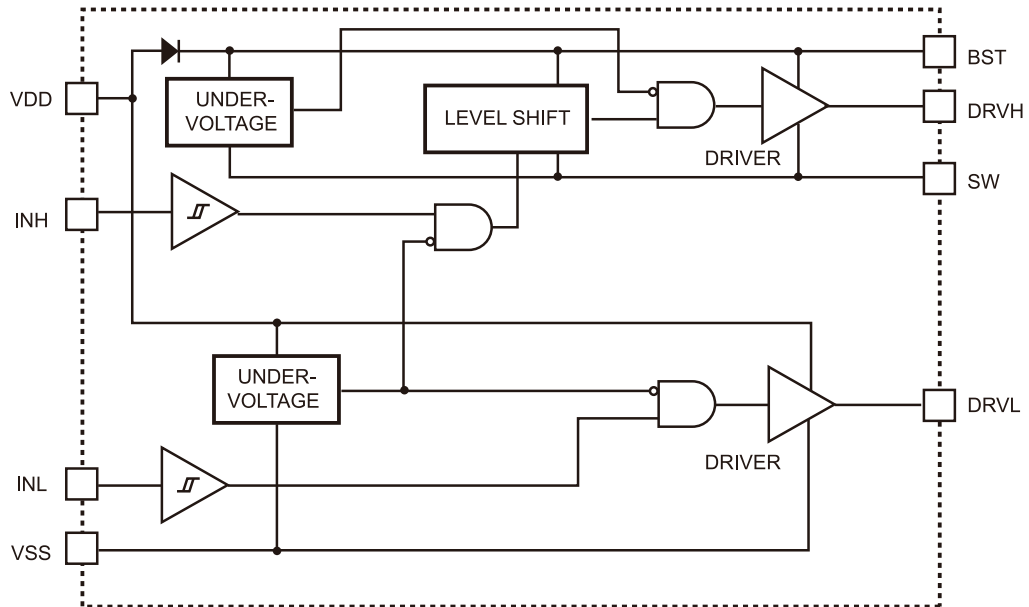 BST
VDD
UNDER-
VOLTAGE
LEVEL SHIFT
DRVH
DRIVER
SW
INH
UNDER-
VOLTAGE
DRVL
DRIVER
INL
VSS